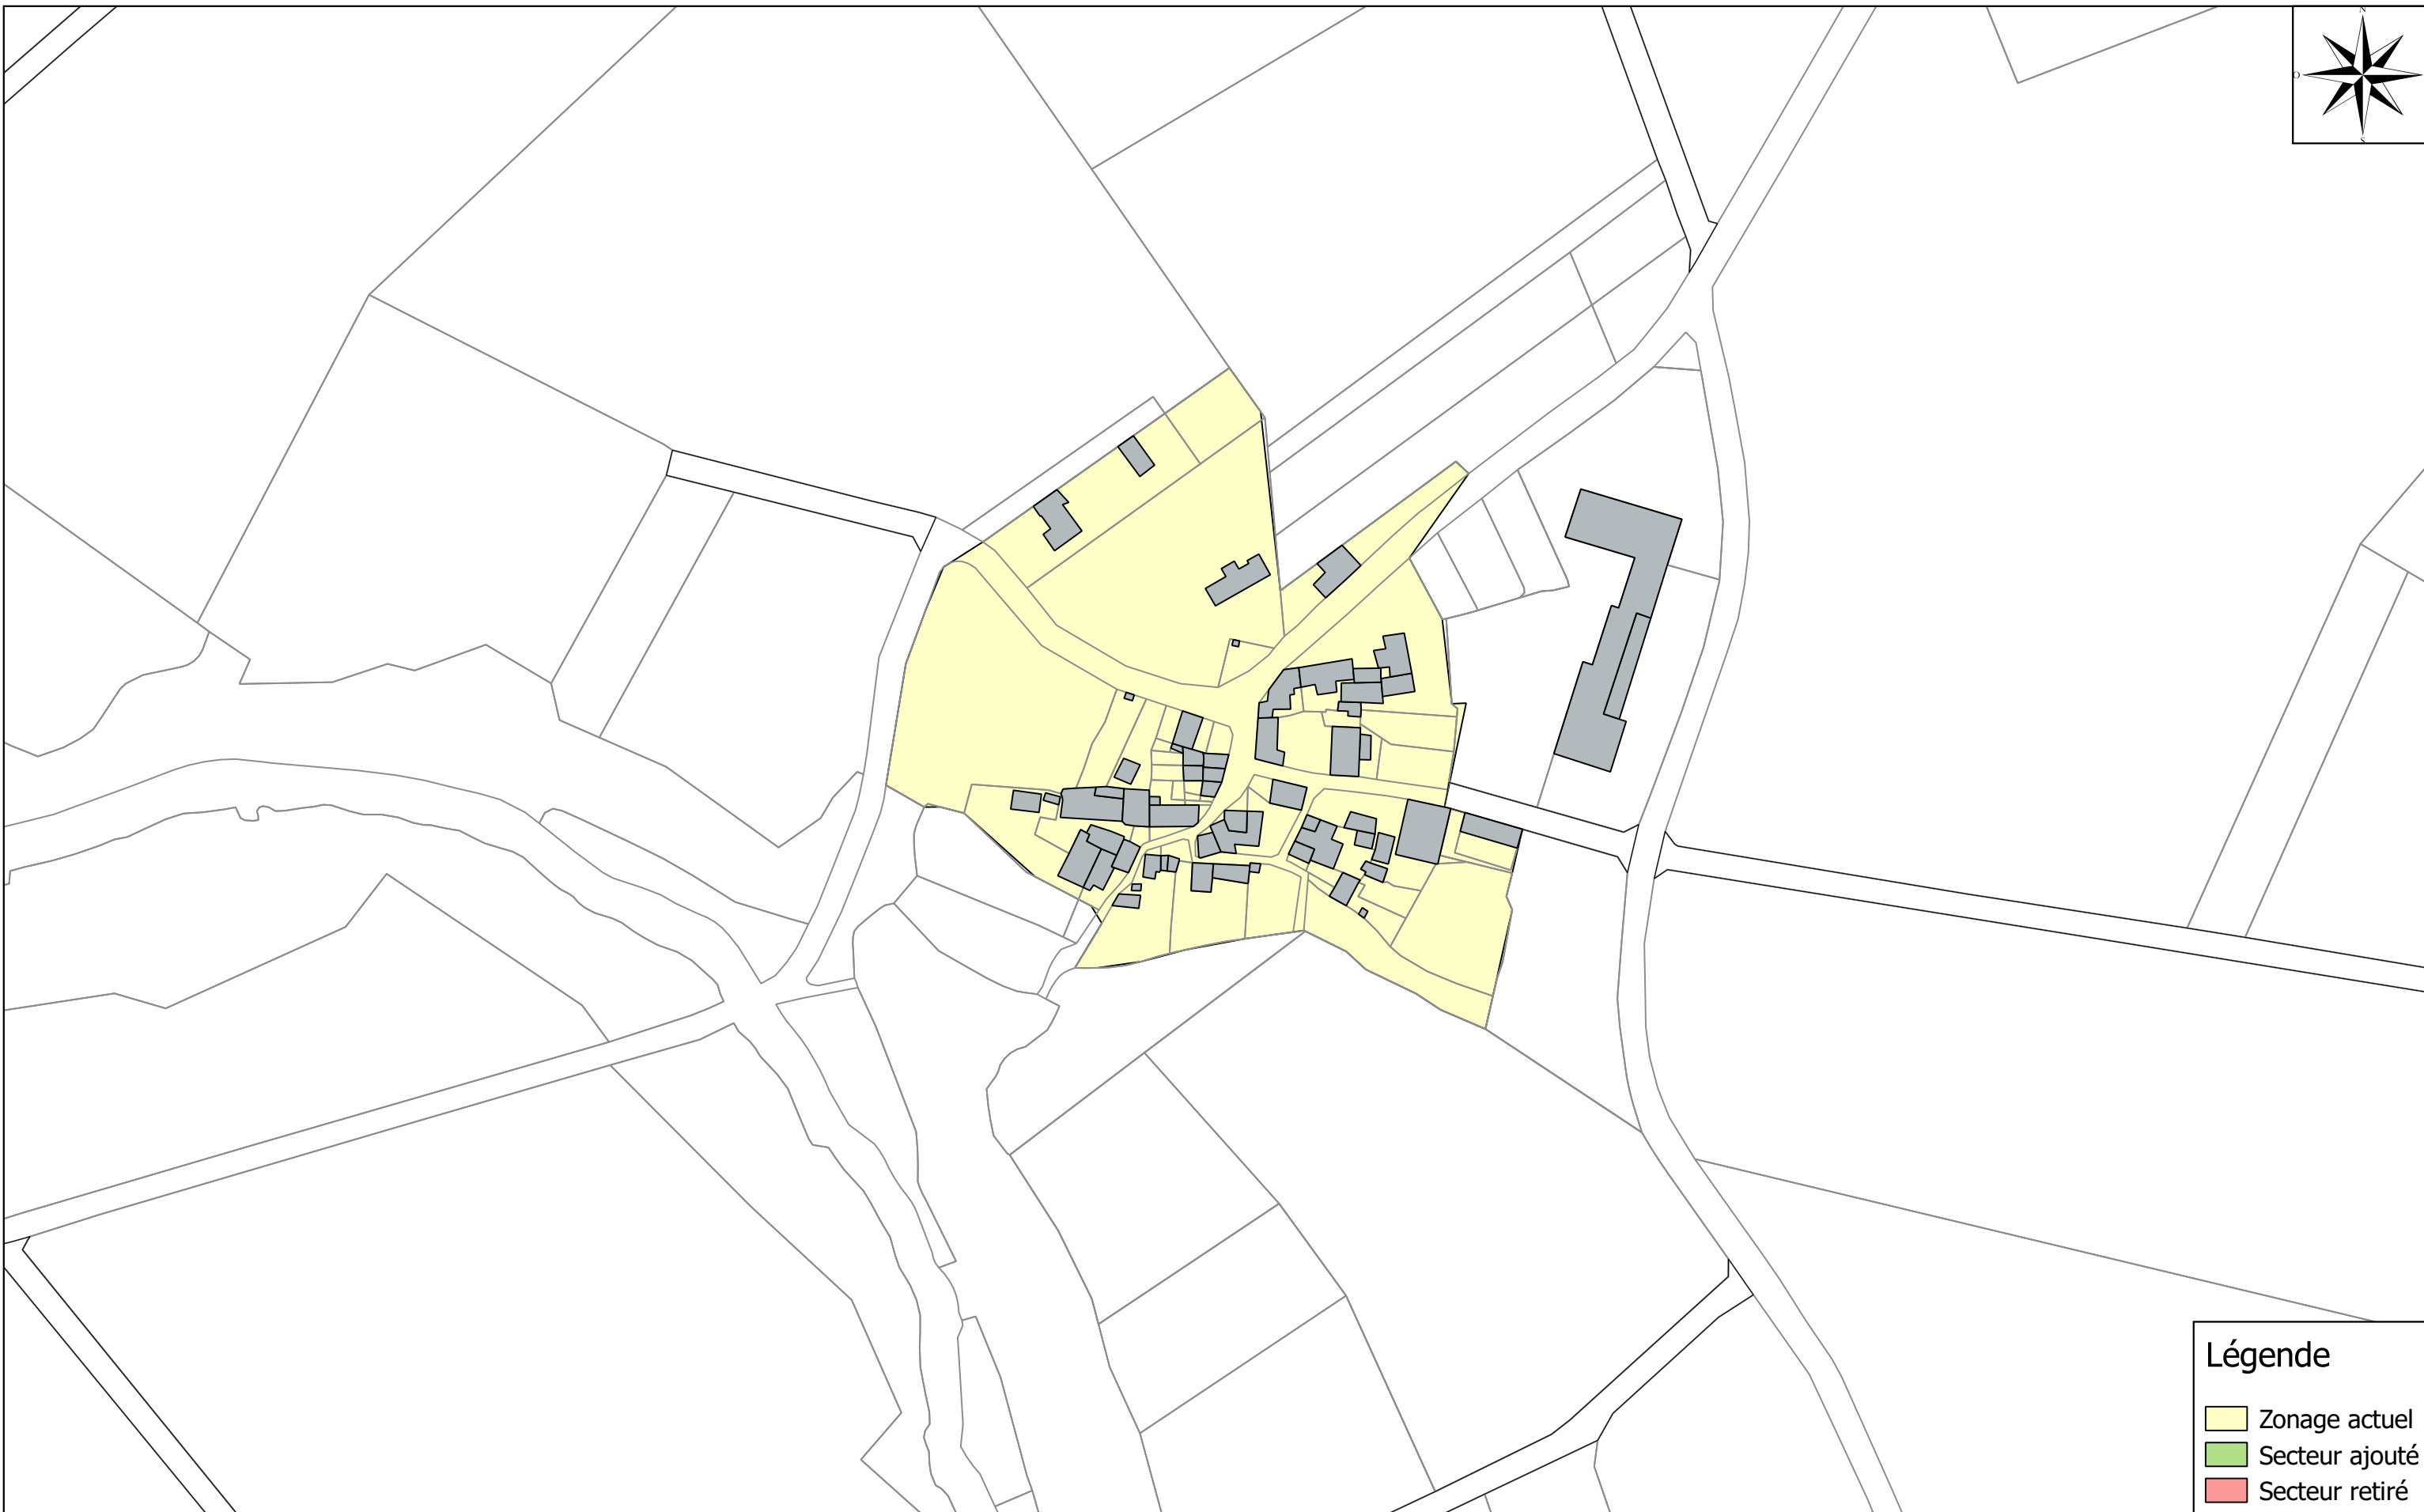 N
O
S
Légende
Zonage actuel
Secteur ajouté
Secteur retiré